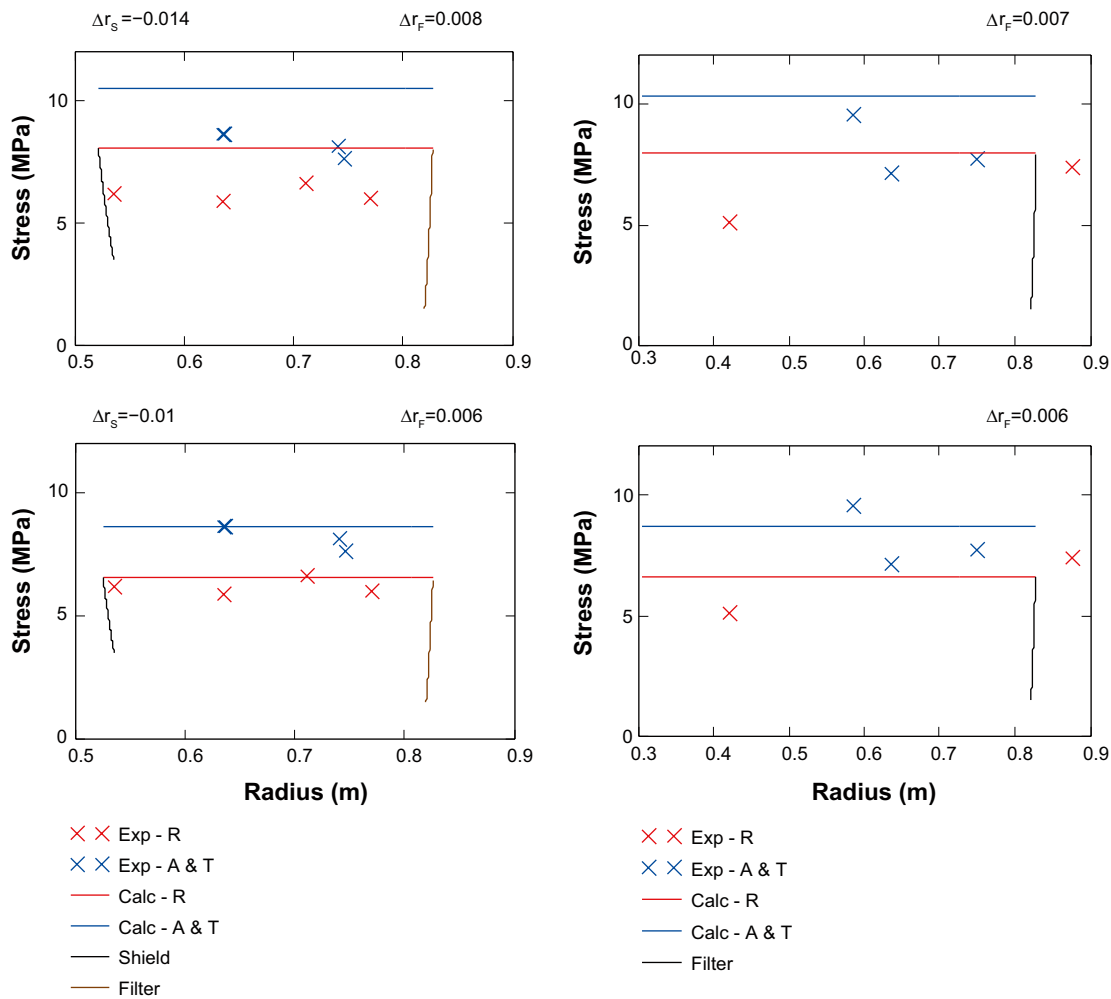 Δr_S=−0.014
Δr_F=0.008
Δr_F=0.007
Stress (MPa)
10
5
0
0.5 0.6 0.7 0.8 0.9
Stress (MPa)
10
5
0
0.3 0.4 0.5 0.6 0.7 0.8 0.9
Δr_S=−0.01
Δr_F=0.006
Δr_F=0.006
Stress (MPa)
10
5
0
0.5 0.6 0.7 0.8 0.9
Radius (m)
Stress (MPa)
10
5
0
0.3 0.4 0.5 0.6 0.7 0.8 0.9
Radius (m)
Exp - R
Exp - A & T
Calc - R
Calc - A & T
Shield
Filter
Exp - R
Exp - A & T
Calc - R
Calc - A & T
Filter